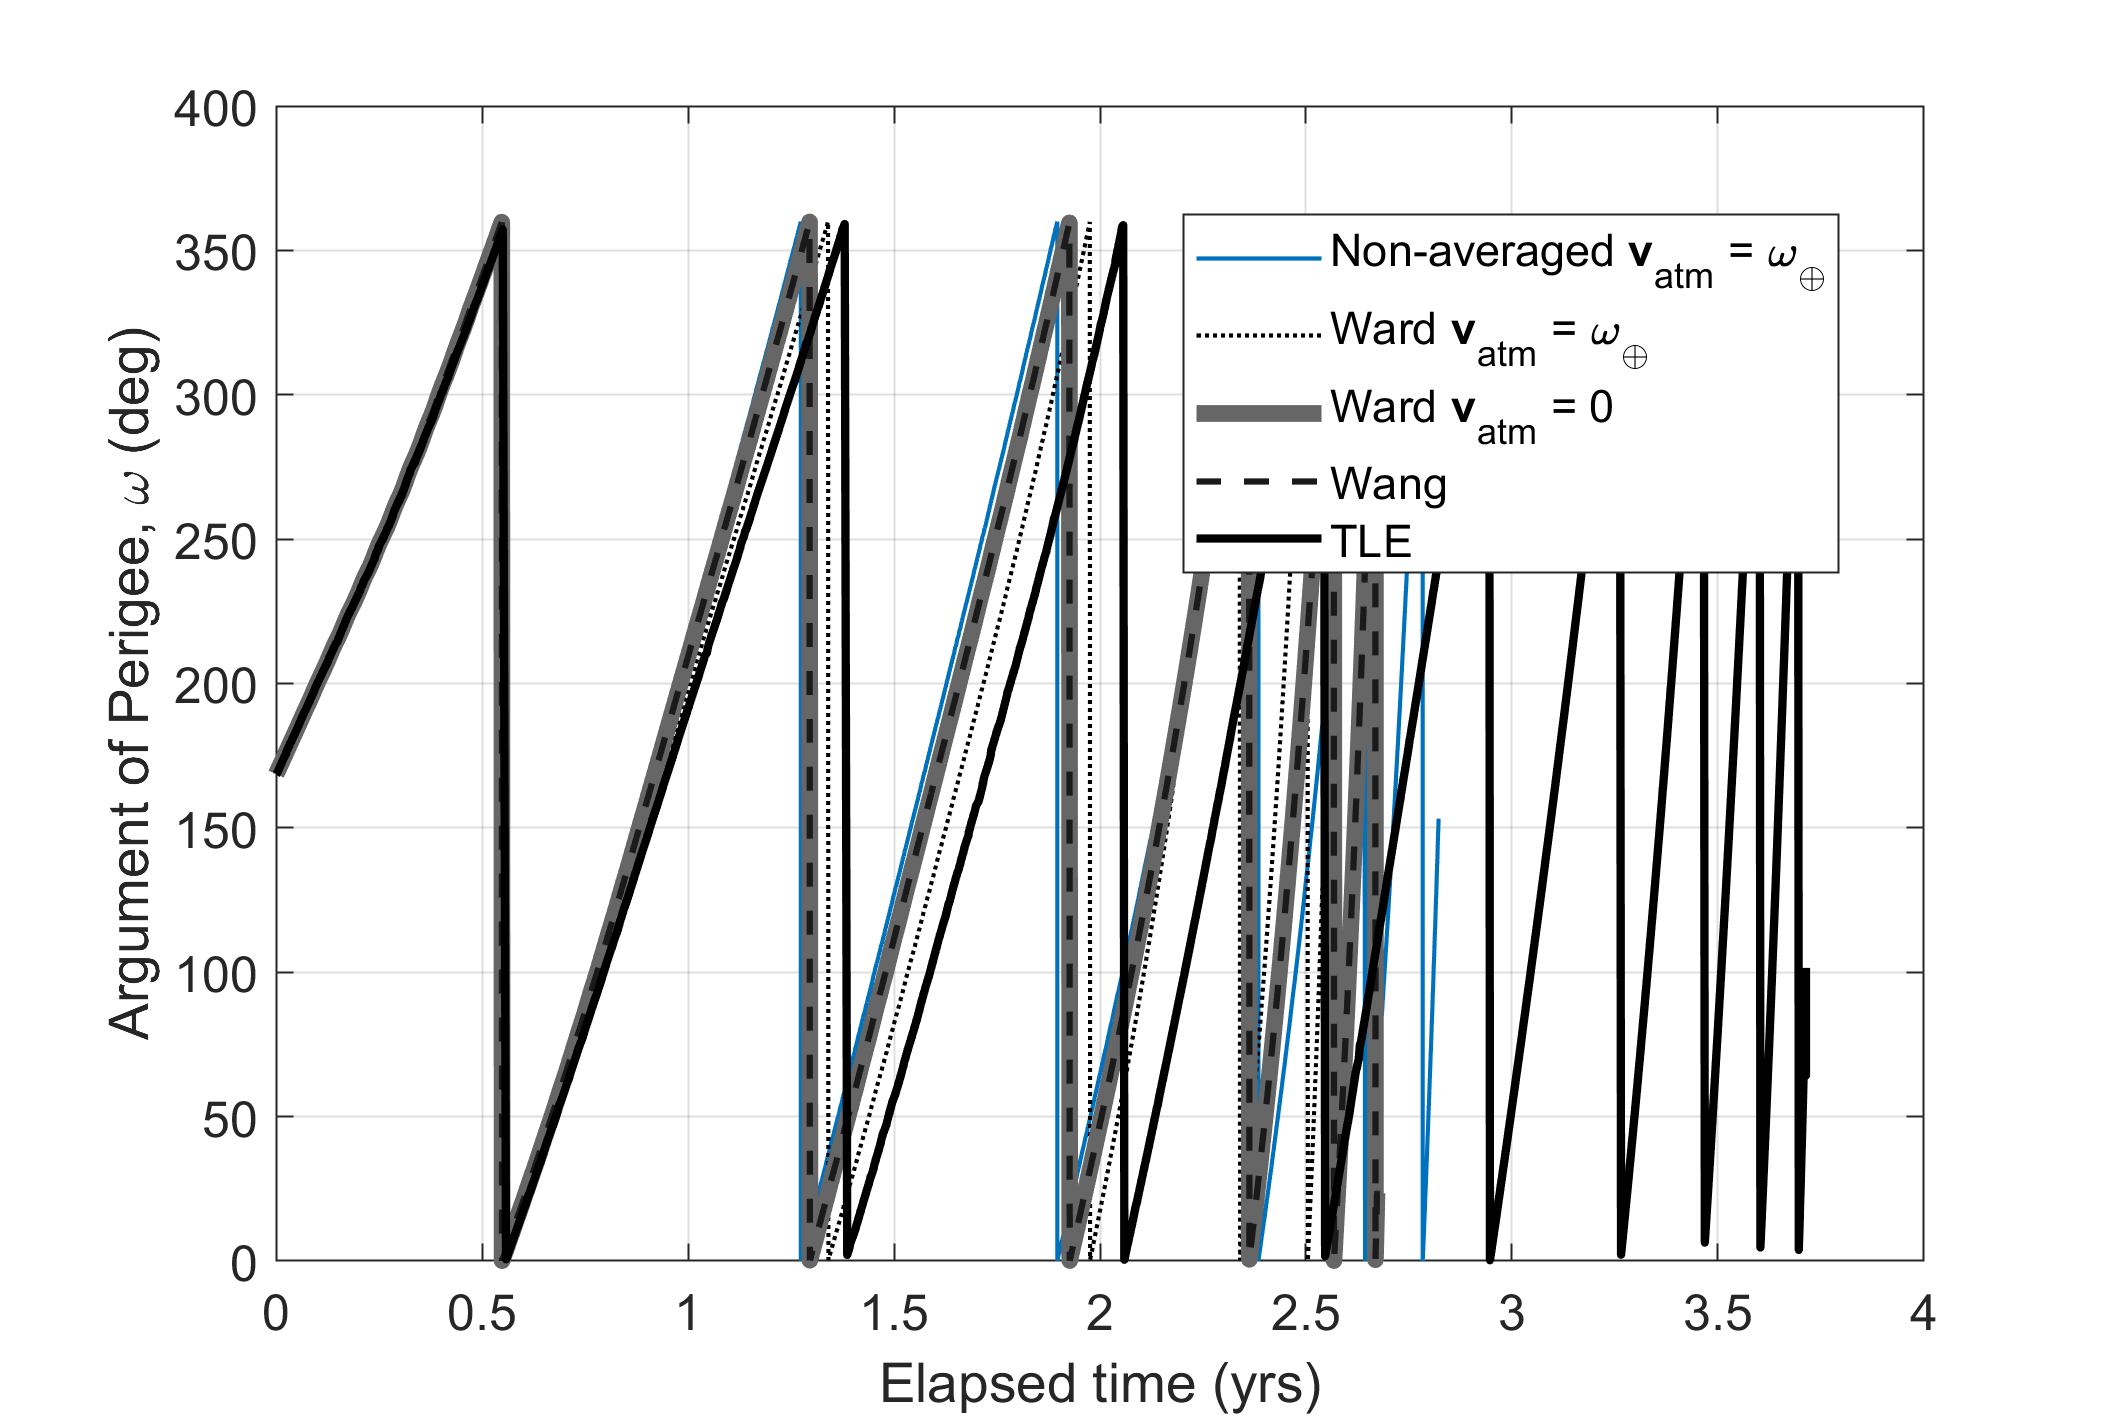 400
350
300
250
200
150
100
50
0
Argument of Perigee, ω (deg)
Non-averaged v_atm = ω_⊕
Ward v_atm = ω_⊕
Ward v_atm = 0
Wang
TLE
0 0.5 1 1.5 2 2.5 3 3.5 4
Elapsed time (yrs)